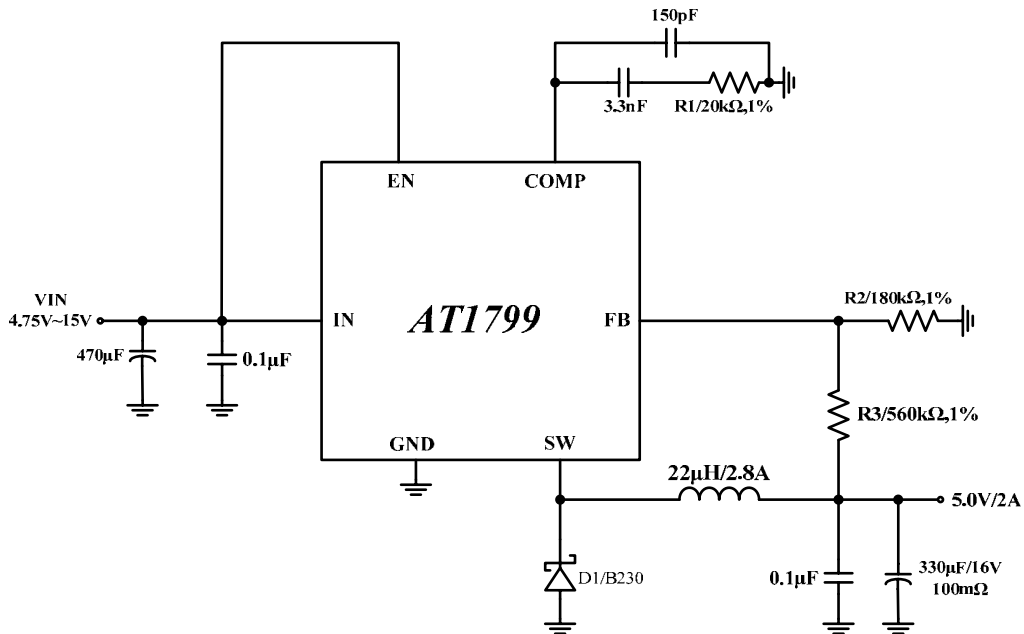 150pF
3.3nF
R1/20kΩ,1%
EN
COMP
VIN
4.75V~15V
IN
AT1799
FB
R2/180kΩ,1%
470μF
0.1μF
R3/560kΩ,1%
GND
SW
22μH/2.8A
5.0V/2A
D1/B230
0.1μF
330μF/16V
100mΩ